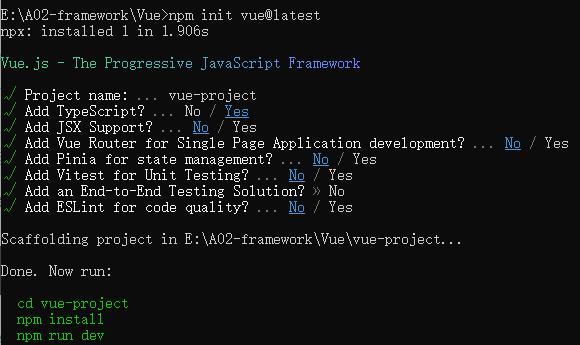 E:\A02-framework\Vue>npm init vue@latest
npx: installed 1 in 1.906s
Vue.js - The Progressive JavaScript Framework
√ Project name: ... vue-project
√ Add TypeScript? ... No / Yes
√ Add JSX Support? ... No / Yes
√ Add Vue Router for Single Page Application development? ... No / Yes
√ Add Pinia for state management? ... No / Yes
√ Add Vitest for Unit Testing? ... No / Yes
√ Add an End-to-End Testing Solution? » No
√ Add ESLint for code quality? ... No / Yes
Scaffolding project in E:\A02-framework\Vue\vue-project...
Done. Now run:
cd vue-project
npm install
npm run dev